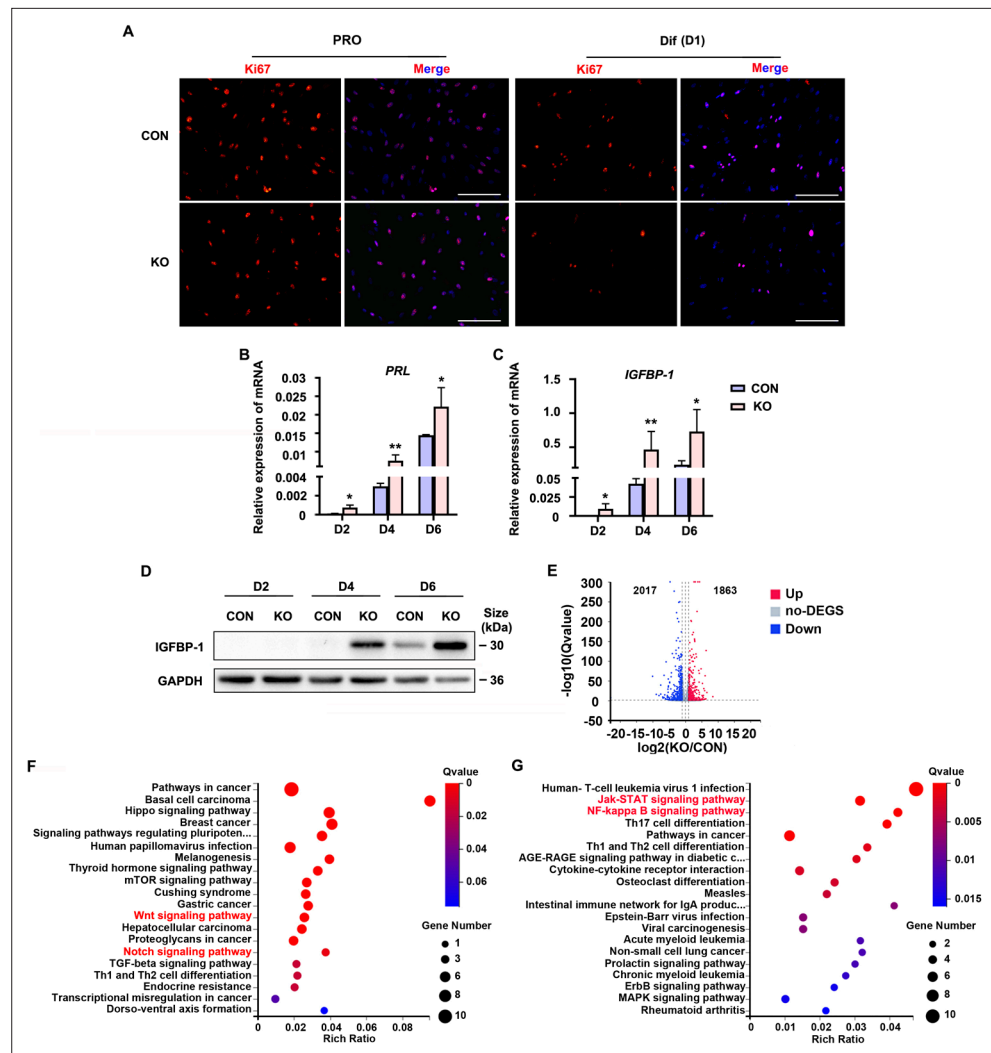 A
PRO
Dif (D1)
Ki67
Merge
Ki67
Merge
CON
KO
B
PRL
Relative expression of mRNA
0.03
0.025
0.02
0.015
0.01
0.004
0.002
0
*
**
*
D2
D4
D6
C
IGFBP-1
Relative expression of mRNA
1.5
1.0
0.5
0.05
0.025
0
*
**
*
D2
D4
D6
CON
KO
D
D2
D4
D6
CON
KO
CON
KO
CON
KO
Size
(kDa)
IGFBP-1
– 30
GAPDH
– 36
E
-log10(Qvalue)
300
250
200
150
100
50
0
-50
2017
1863
-20 -15 -10 -5 0 5 10 15 20
log2(KO/CON)
Up
no-DEGS
Down
F
Pathways in cancer
Basal cell carcinoma
Hippo signaling pathway
Breast cancer
Signaling pathways regulating pluripoten...
Human papillomavirus infection
Melanogenesis
Thyroid hormone signaling pathway
mTOR signaling pathway
Cushing syndrome
Gastric cancer
Wnt signaling pathway
Hepatocellular carcinoma
Proteoglycans in cancer
Notch signaling pathway
TGF-beta signaling pathway
Th1 and Th2 cell differentiation
Endocrine resistance
Transcriptional misregulation in cancer
Dorso-ventral axis formation
0 0.02 0.04 0.06 0.08
Rich Ratio
Qvalue
0
0.02
0.04
0.06
Gene Number
1
3
6
8
10
G
Human- T-cell leukemia virus 1 infection
Jak-STAT signaling pathway
NF-kappa B signaling pathway
Th17 cell differentiation
Pathways in cancer
Th1 and Th2 cell differentiation
AGE-RAGE signaling pathway in diabetic c...
Cytokine-cytokine receptor interaction
Osteoclast differentiation
Measles
Intestinal immune network for IgA produc...
Epstein-Barr virus infection
Viral carcinogenesis
Acute myeloid leukemia
Non-small cell lung cancer
Prolactin signaling pathway
Chronic myeloid leukemia
ErbB signaling pathway
MAPK signaling pathway
Rheumatoid arthritis
0 0.01 0.02 0.03 0.04
Rich Ratio
Qvalue
0
0.005
0.01
0.015
Gene Number
2
4
6
8
10